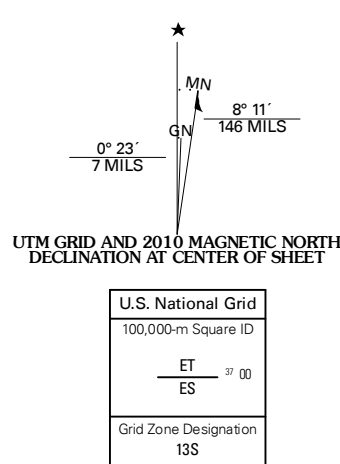 MN
8° 11´
146 MILS
GN
0° 23´
7 MILS
UTM GRID AND 2010 MAGNETIC NORTH
DECLINATION AT CENTER OF SHEET
U.S. National Grid
100,000-m Square ID
ET
37 00
ES
Grid Zone Designation
13S